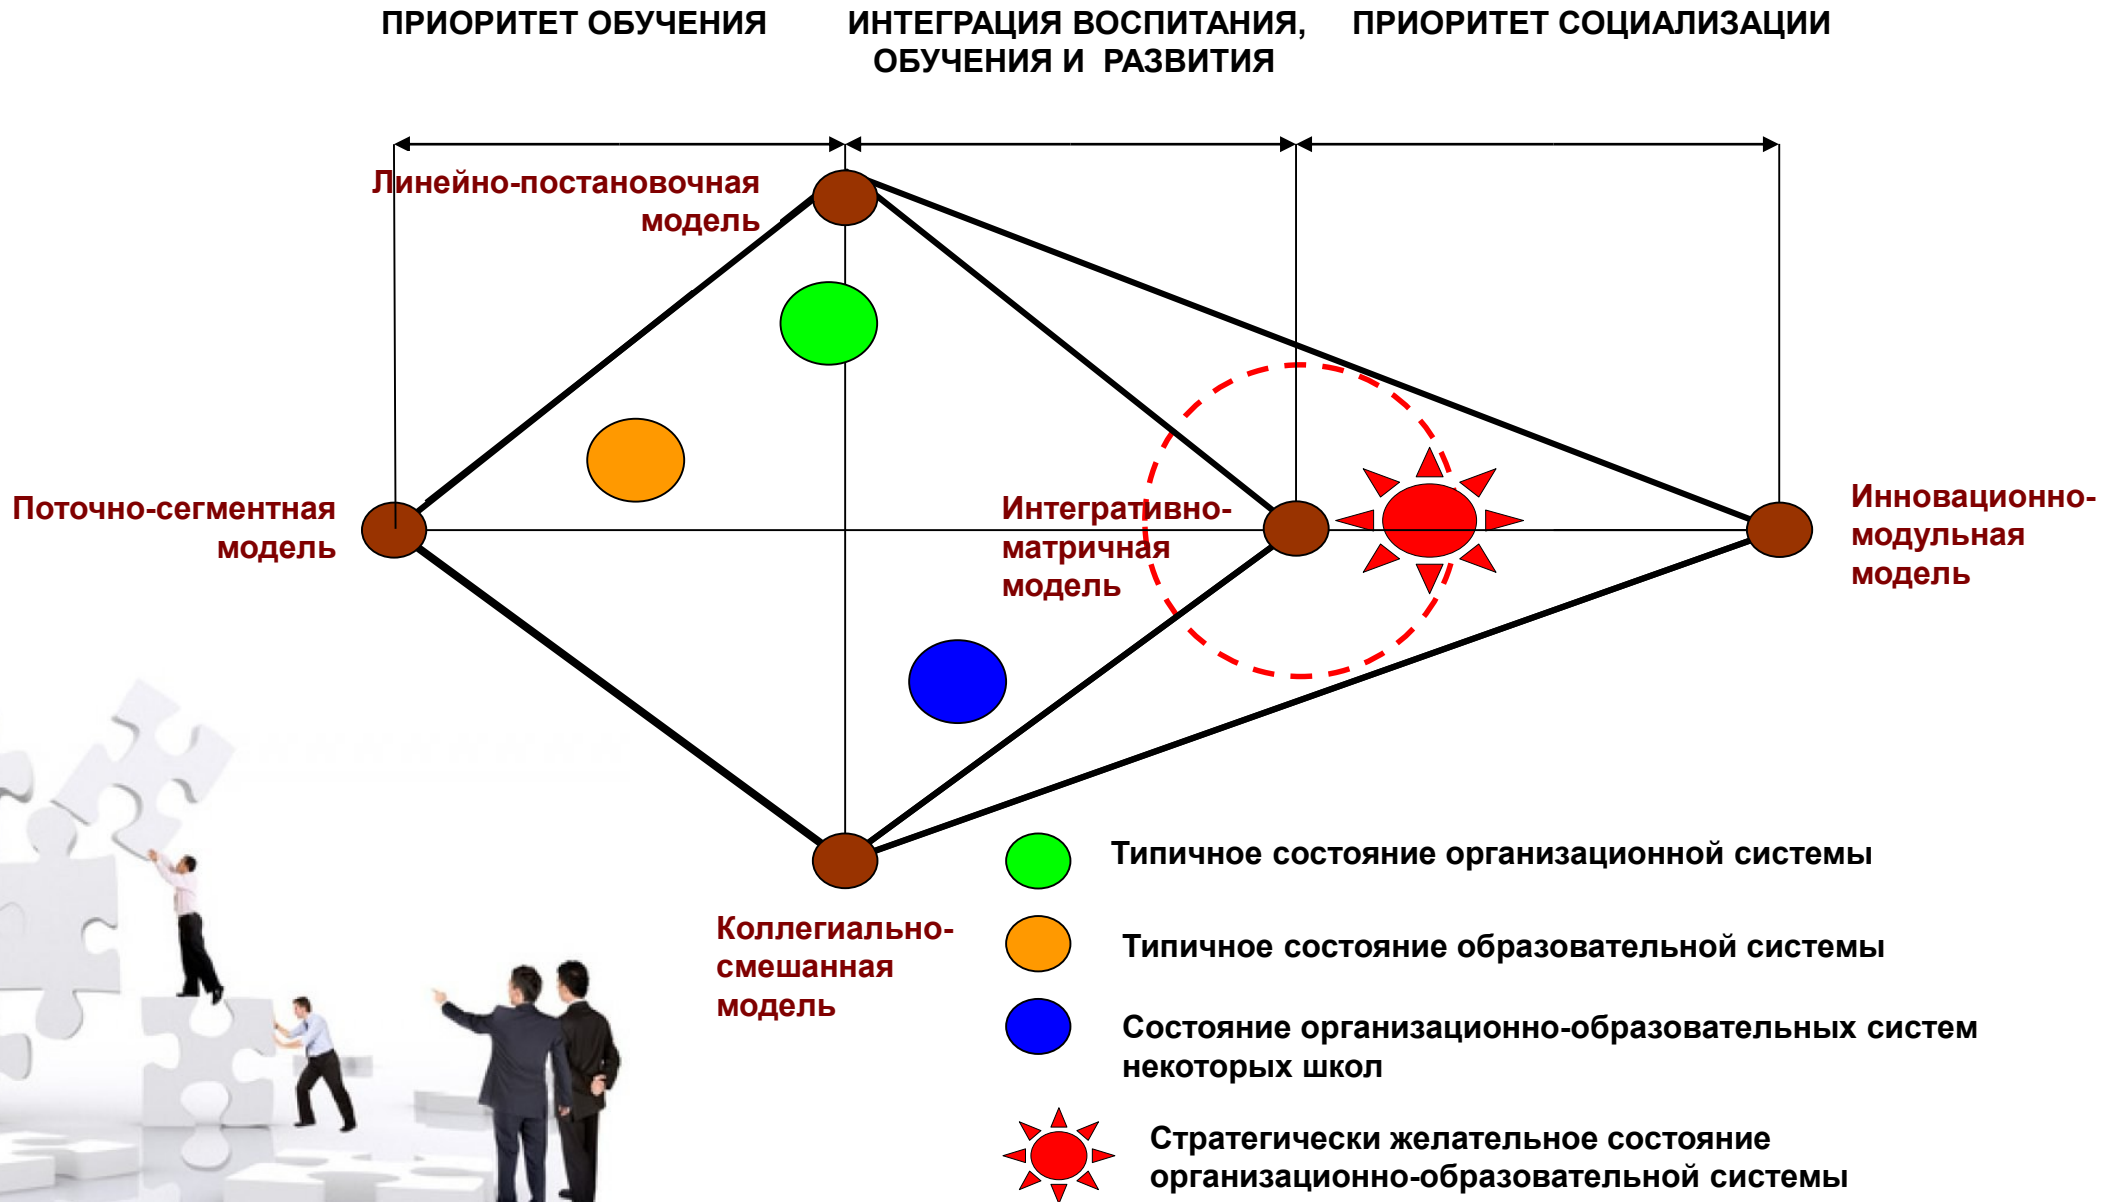 ПРИОРИТЕТ ОБУЧЕНИЯ
ИНТЕГРАЦИЯ ВОСПИТАНИЯ,
ОБУЧЕНИЯ И РАЗВИТИЯ
ПРИОРИТЕТ СОЦИАЛИЗАЦИИ
Линейно-постановочная
модель
Поточно-сегментная
модель
Интегративно-
матричная
модель
Инновационно-
модульная
модель
Коллегиально-
смешанная
модель
Типичное состояние организационной системы
Типичное состояние образовательной системы
Состояние организационно-образовательных систем
некоторых школ
Стратегически желательное состояние
организационно-образовательной системы